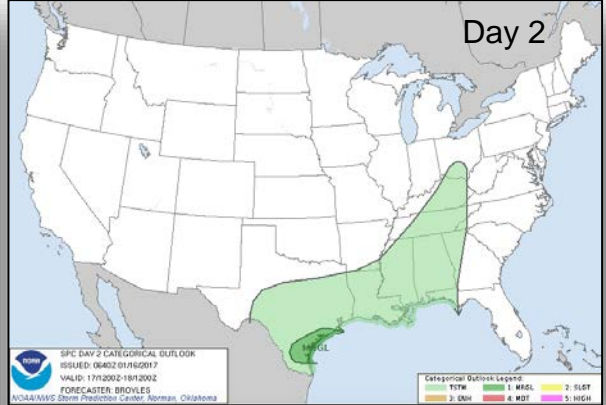 Day 2
MRGL
NOAA
SPC DAY 2 CATEGORICAL OUTLOOK
ISSUED: 0640Z 01/16/2017
VALID: 17/1200Z-18/1200Z
FORECASTER: BROYLES
NOAA/NWS Storm Prediction Center, Norman, Oklahoma
Categorical Outlook Legend:
TSTM 1: MRGL 2: SLGT
3: ENH 4: MDT 5: HIGH